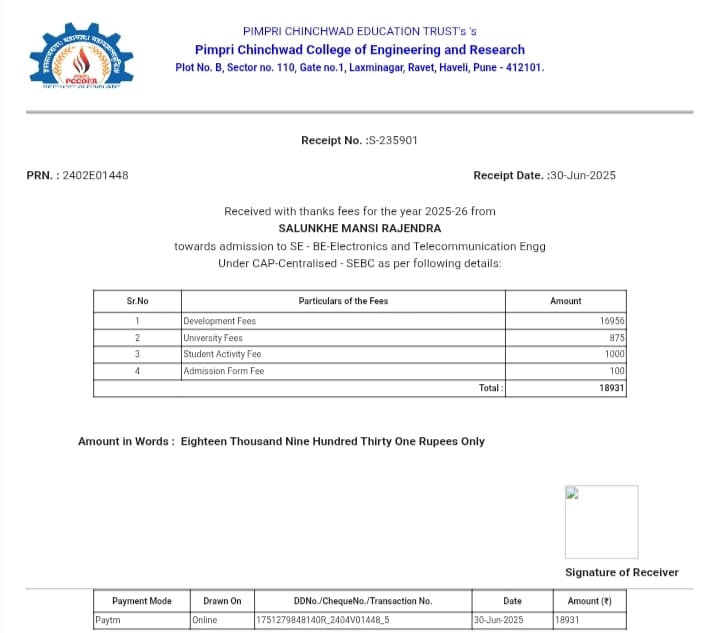 PIMPRI CHINCHWAD EDUCATION TRUST's 's
Pimpri Chinchwad College of Engineering and Research
Plot No. B, Sector no. 110, Gate no.1, Laxminagar, Ravet, Haveli, Pune - 412101.
PCCOER
Receipt No. :S-235901
PRN. : 2402E01448 Receipt Date. :30-Jun-2025
Received with thanks fees for the year 2025-26 from
SALUNKHE MANSI RAJENDRA
towards admission to SE - BE-Electronics and Telecommunication Engg
Under CAP-Centralised - SEBC as per following details:
Sr.No Particulars of the Fees Amount
1 Development Fees 16956
2 University Fees 875
3 Student Activity Fee 1000
4 Admission Form Fee 100
Total : 18931
Amount in Words : Eighteen Thousand Nine Hundred Thirty One Rupees Only
Signature of Receiver
Payment Mode Drawn On DDNo./ChequeNo./Transaction No. Date Amount (₹)
Paytm Online 1751279848140R_2404V01448_5 30-Jun-2025 18931